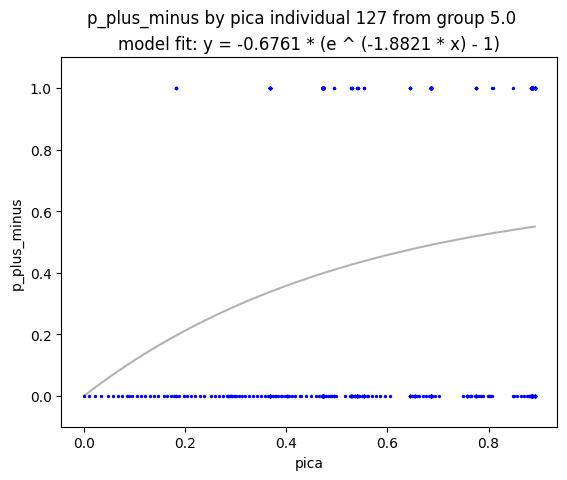 p_plus_minus by pica individual 127 from group 5.0
model fit: y = -0.6761 * (e ^ (-1.8821 * x) - 1)
1.0
0.8
0.6
0.4
0.2
0.0
p_plus_minus
0.0 0.2 0.4 0.6 0.8
pica